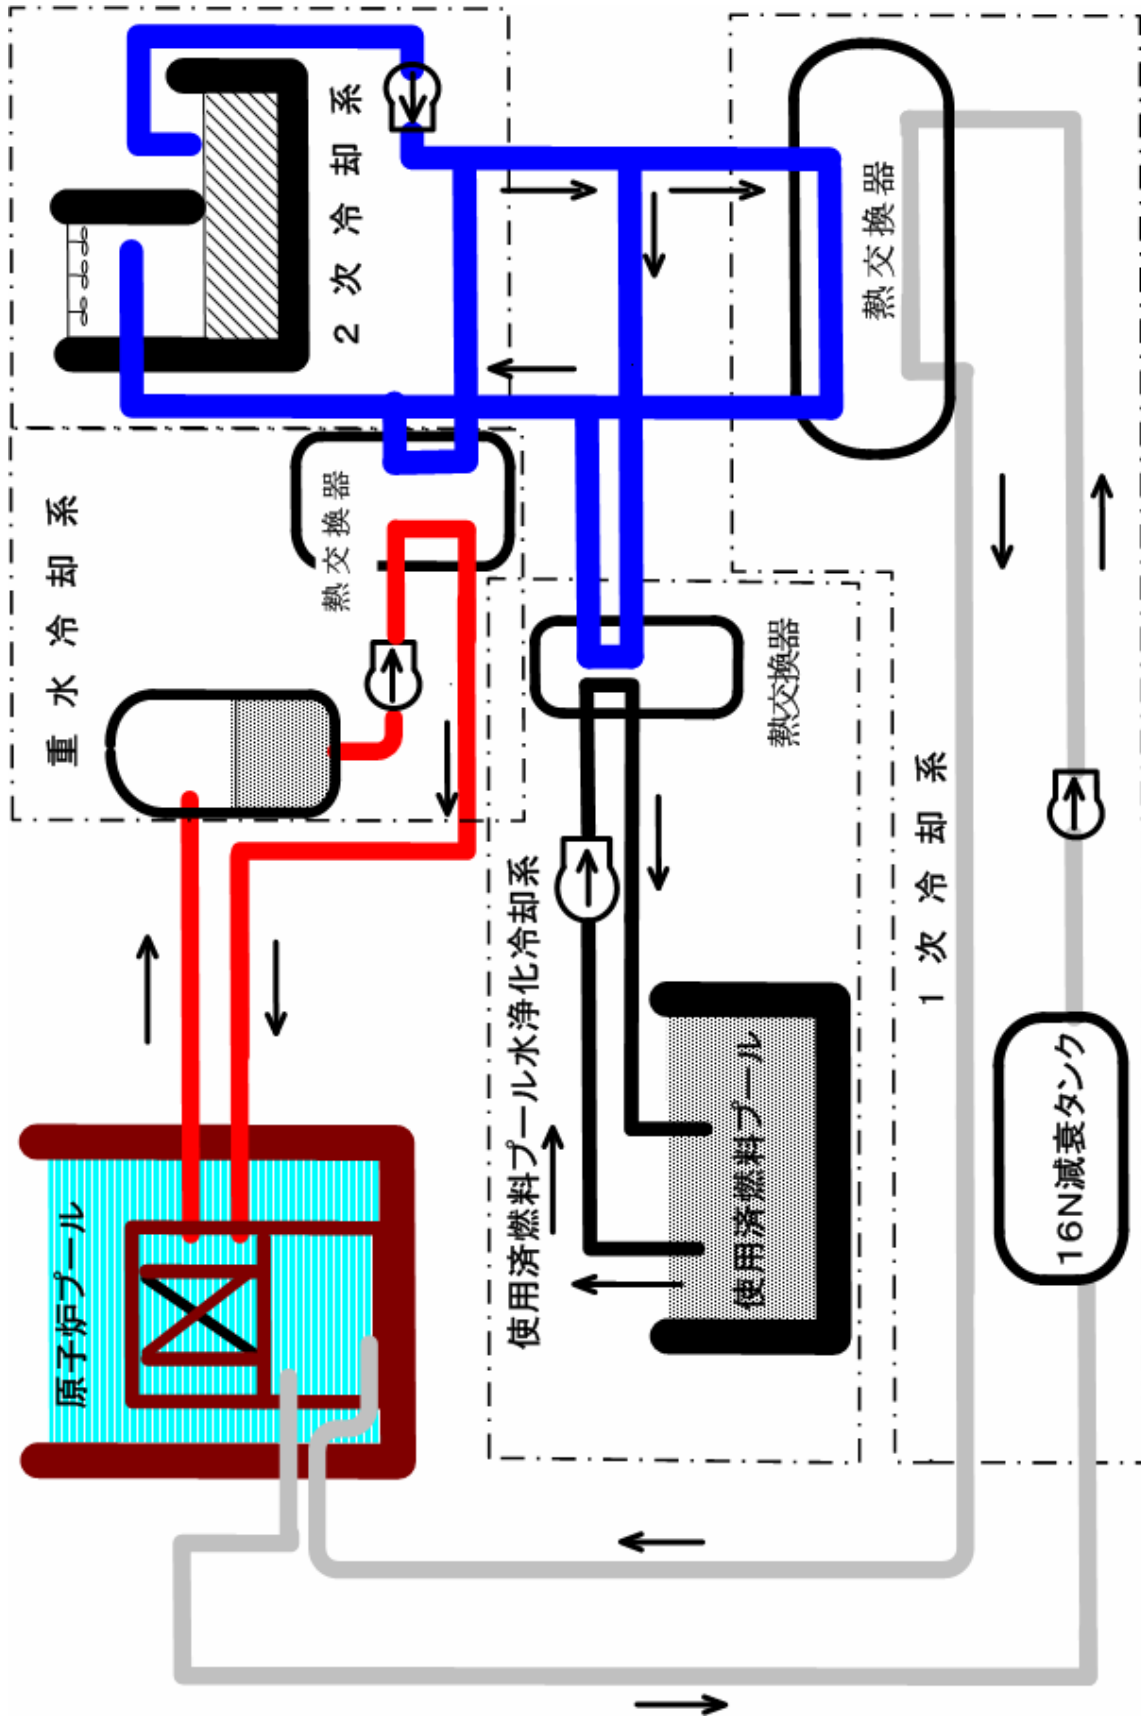 原子炉プール
重水冷却系
熱交換器
２次冷却系
使用済燃料プール水浄化冷却系
使用済燃料プール
熱交換器
熱交換器
１次冷却系
16N減衰タンク